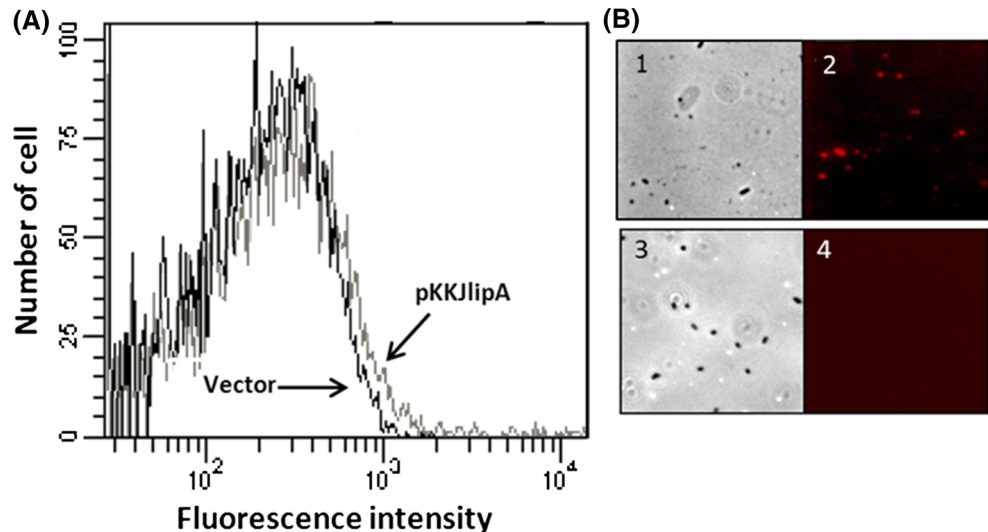 (A)
100
75
50
25
0
Number of cell
pKKJlipA
Vector
10²
10³
10⁴
Fluorescence intensity
(B)
1
2
3
4